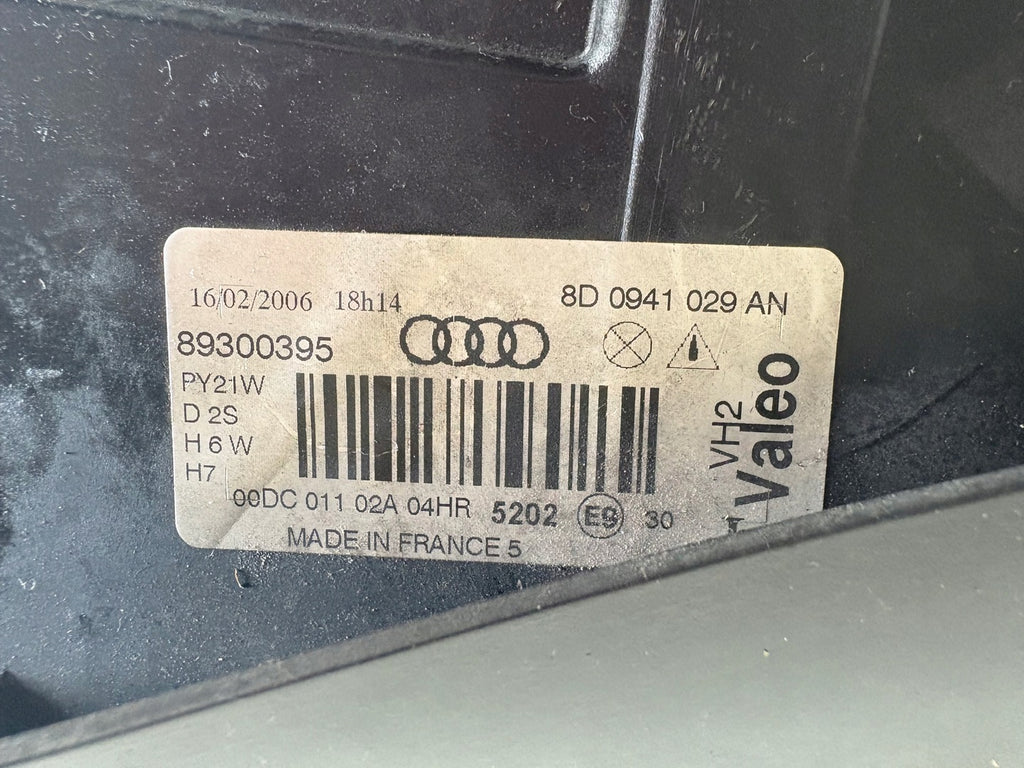 16/02/2006 18h14
8D 0941 029 AN
89300395
PY21W
D 2S
H 6 W
H7
00DC 011 02A 04HR 5202 E9 30
MADE IN FRANCE 5
VH2
Valeo